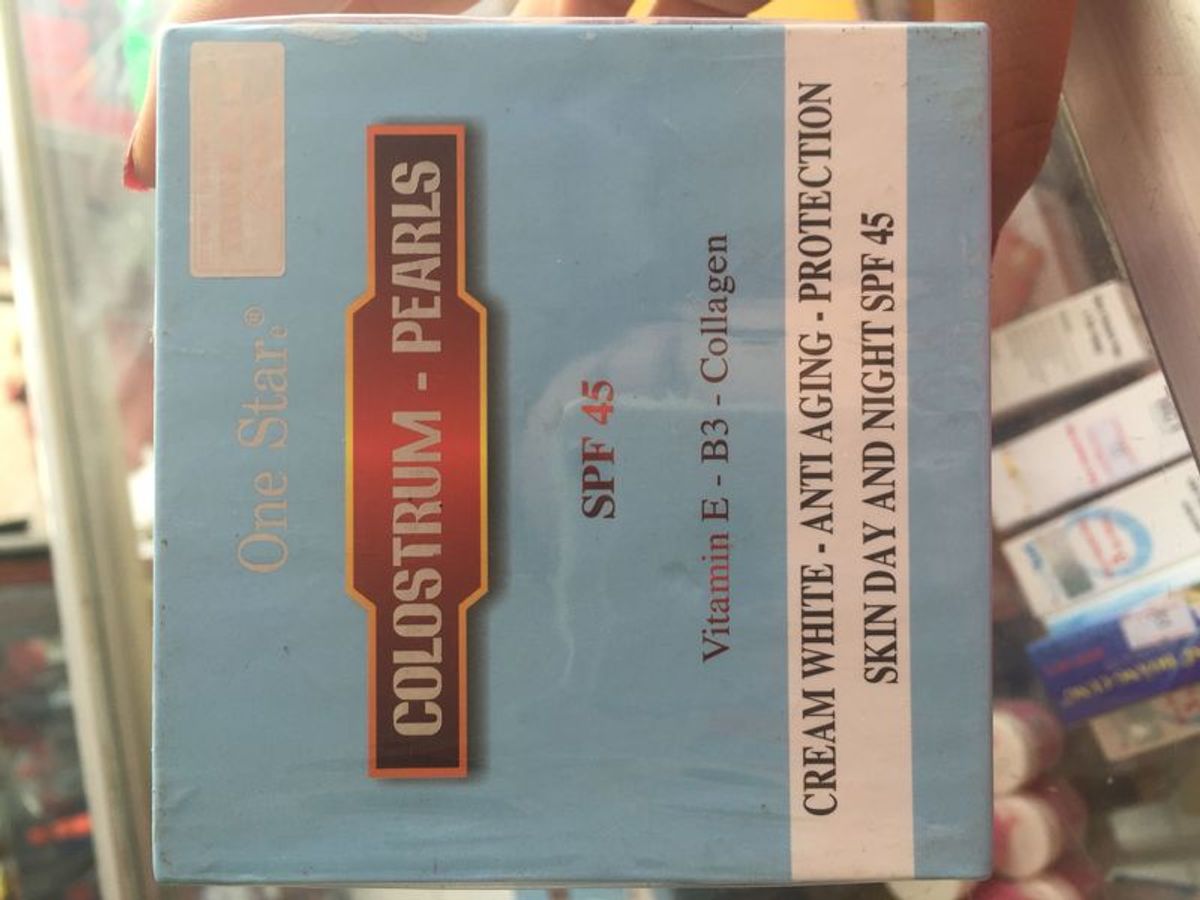 One Stare®
COLOSTRUM - PEARLS
SPF 45
Vitamin E - B3 - Collagen
CREAM WHITE - ANTI AGING - PROTECTION
SKIN DAY AND NIGHT SPF 45